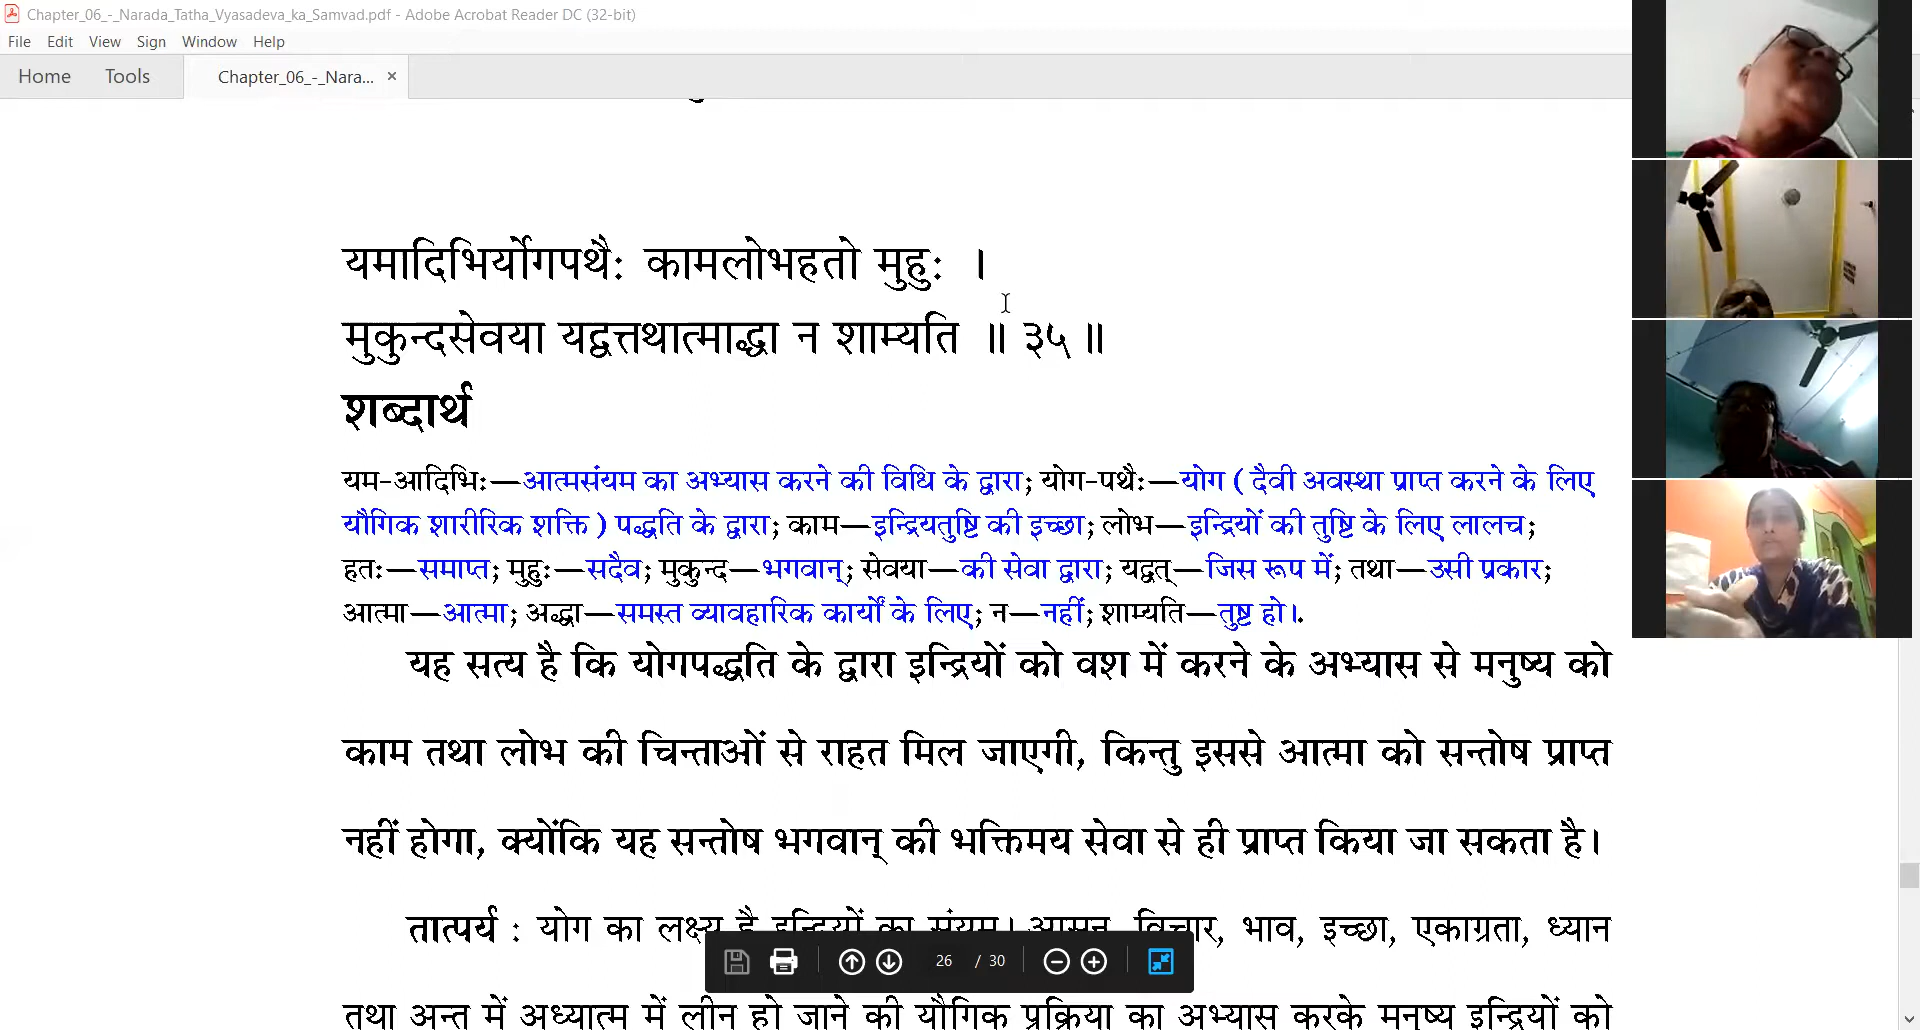 Chapter_06_-_Narada_Tatha_Vyasadeva_ka_Samvad.pdf - Adobe Acrobat Reader DC (32-bit)
File Edit View Sign Window Help
Home Tools Chapter_06_-_Nara... ×
यमादिभिर्योगपथैः कामलोभहतो मुहुः ।
मुकुन्दसेवया यद्वत्तथात्माद्धा न शाम्यति ॥ ३५ ॥
शब्दार्थ
यम-आदिभिः—आत्मसंयम का अभ्यास करने की विधि के द्वारा; योग-पथैः—योग ( दैवी अवस्था प्राप्त करने के लिए
यौगिक शारीरिक शक्ति ) पद्धति के द्वारा; काम—इन्द्रियतुष्टि की इच्छा; लोभ—इन्द्रियों की तुष्टि के लिए लालच;
हतः—समाप्त; मुहुः—सदैव; मुकुन्द—भगवान्; सेवया—की सेवा द्वारा; यद्वत्—जिस रूप में; तथा—उसी प्रकार;
आत्मा—आत्मा; अद्धा—समस्त व्यावहारिक कार्यों के लिए; न—नहीं; शाम्यति—तुष्ट हो।.
यह सत्य है कि योगपद्धति के द्वारा इन्द्रियों को वश में करने के अभ्यास से मनुष्य को
काम तथा लोभ की चिन्ताओं से राहत मिल जाएगी, किन्तु इससे आत्मा को सन्तोष प्राप्त
नहीं होगा, क्योंकि यह सन्तोष भगवान् की भक्तिमय सेवा से ही प्राप्त किया जा सकता है।
तात्पर्य : योग का लक्ष्य है इन्द्रियों का संयम। आसन, विचार, भाव, इच्छा, एकाग्रता, ध्यान
26 / 30
तथा अन्त में अध्यात्म में लीन हो जाने की यौगिक प्रक्रिया का अभ्यास करके मनुष्य इन्द्रियों को